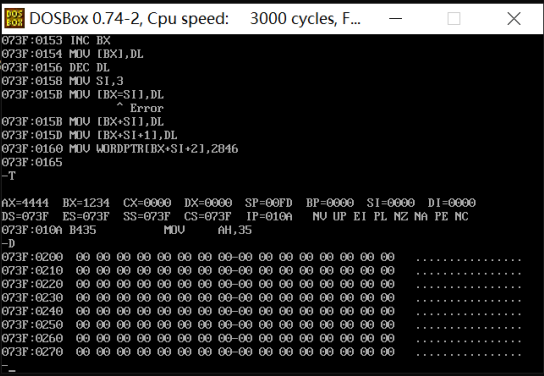 DOSBox 0.74-2, Cpu speed: 3000 cycles, F...
073F:0153 INC BX
073F:0154 MOV [BX],DL
073F:0156 DEC DL
073F:0158 MOV SI,3
073F:015B MOV [BX=SI],DL
^ Error
073F:015B MOV [BX+SI],DL
073F:015D MOV [BX+SI+1],DL
073F:0160 MOV WORDPTR[BX+SI+2],2846
073F:0165
-T
AX=4444 BX=1234 CX=0000 DX=0000 SP=00FD BP=0000 SI=0000 DI=0000
DS=073F ES=073F SS=073F CS=073F IP=010A NV UP EI PL NZ NA PE NC
073F:010A B435 MOV AH,35
-D
073F:0200 00 00 00 00 00 00 00 00-00 00 00 00 00 00 00 00 ................
073F:0210 00 00 00 00 00 00 00 00-00 00 00 00 00 00 00 00 ................
073F:0220 00 00 00 00 00 00 00 00-00 00 00 00 00 00 00 00 ................
073F:0230 00 00 00 00 00 00 00 00-00 00 00 00 00 00 00 00 ................
073F:0240 00 00 00 00 00 00 00 00-00 00 00 00 00 00 00 00 ................
073F:0250 00 00 00 00 00 00 00 00-00 00 00 00 00 00 00 00 ................
073F:0260 00 00 00 00 00 00 00 00-00 00 00 00 00 00 00 00 ................
073F:0270 00 00 00 00 00 00 00 00-00 00 00 00 00 00 00 00 ................
-_